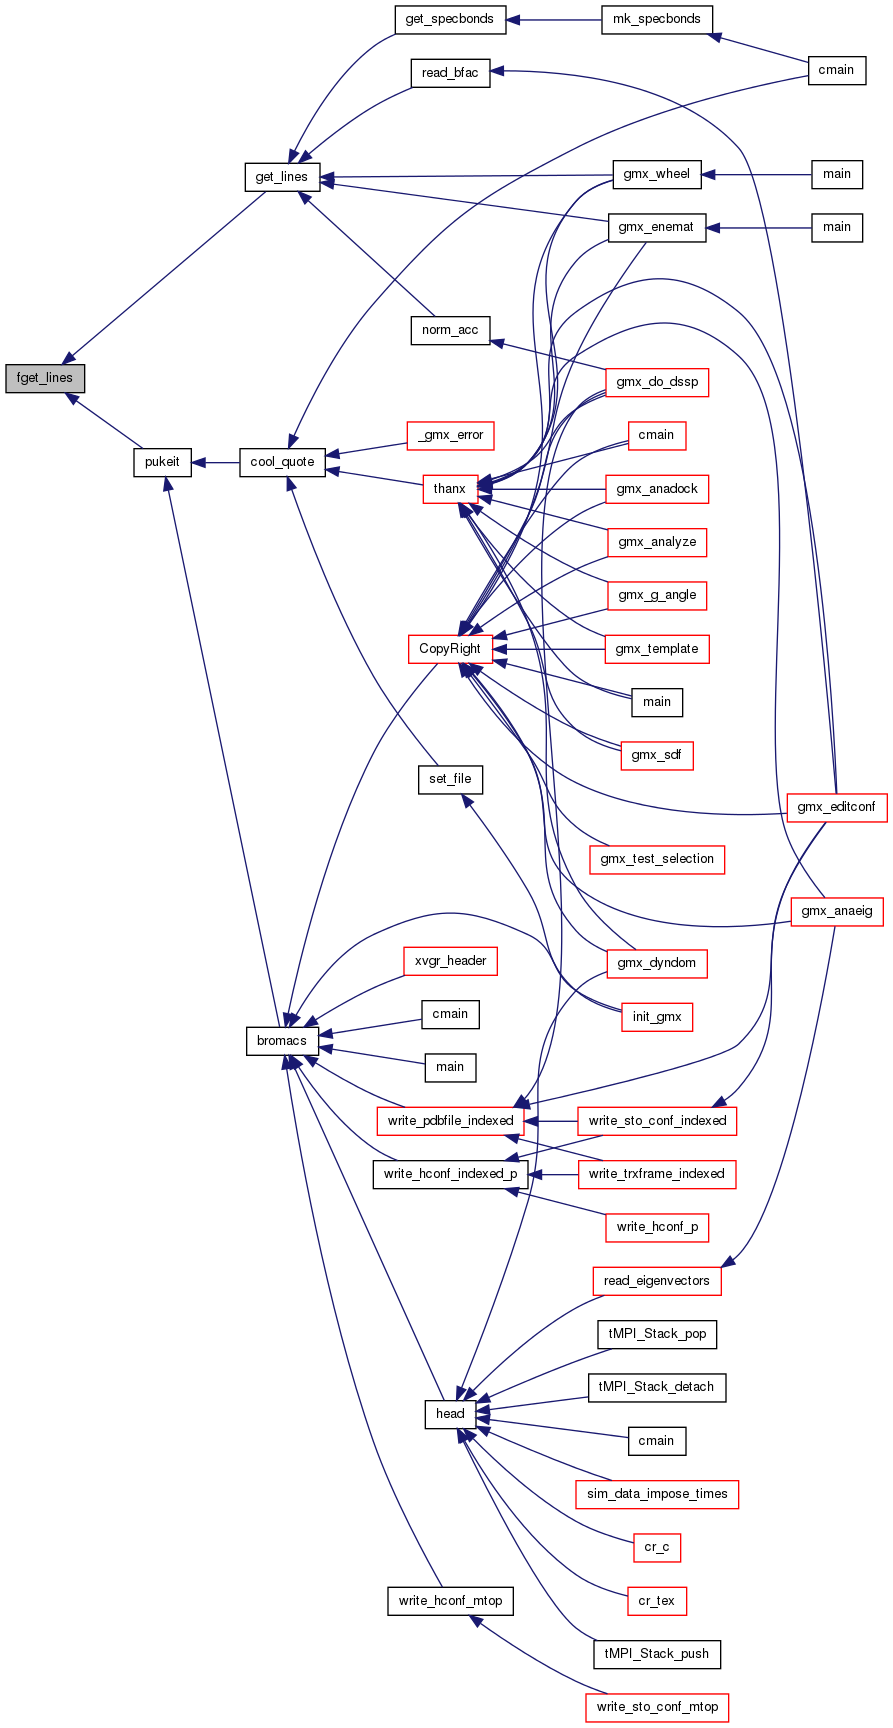 get_specbonds
mk_specbonds
read_bfac
cmain
get_lines
gmx_wheel
main
gmx_enemat
main
norm_acc
fget_lines
gmx_do_dssp
_gmx_error
cmain
pukeit
cool_quote
thanx
gmx_anadock
gmx_analyze
gmx_g_angle
CopyRight
gmx_template
main
gmx_sdf
set_file
gmx_editconf
gmx_test_selection
gmx_anaeig
xvgr_header
gmx_dyndom
cmain
init_gmx
bromacs
main
write_pdbfile_indexed
write_sto_conf_indexed
write_hconf_indexed_p
write_trxframe_indexed
write_hconf_p
read_eigenvectors
tMPI_Stack_pop
tMPI_Stack_detach
head
cmain
sim_data_impose_times
cr_c
write_hconf_mtop
cr_tex
tMPI_Stack_push
write_sto_conf_mtop